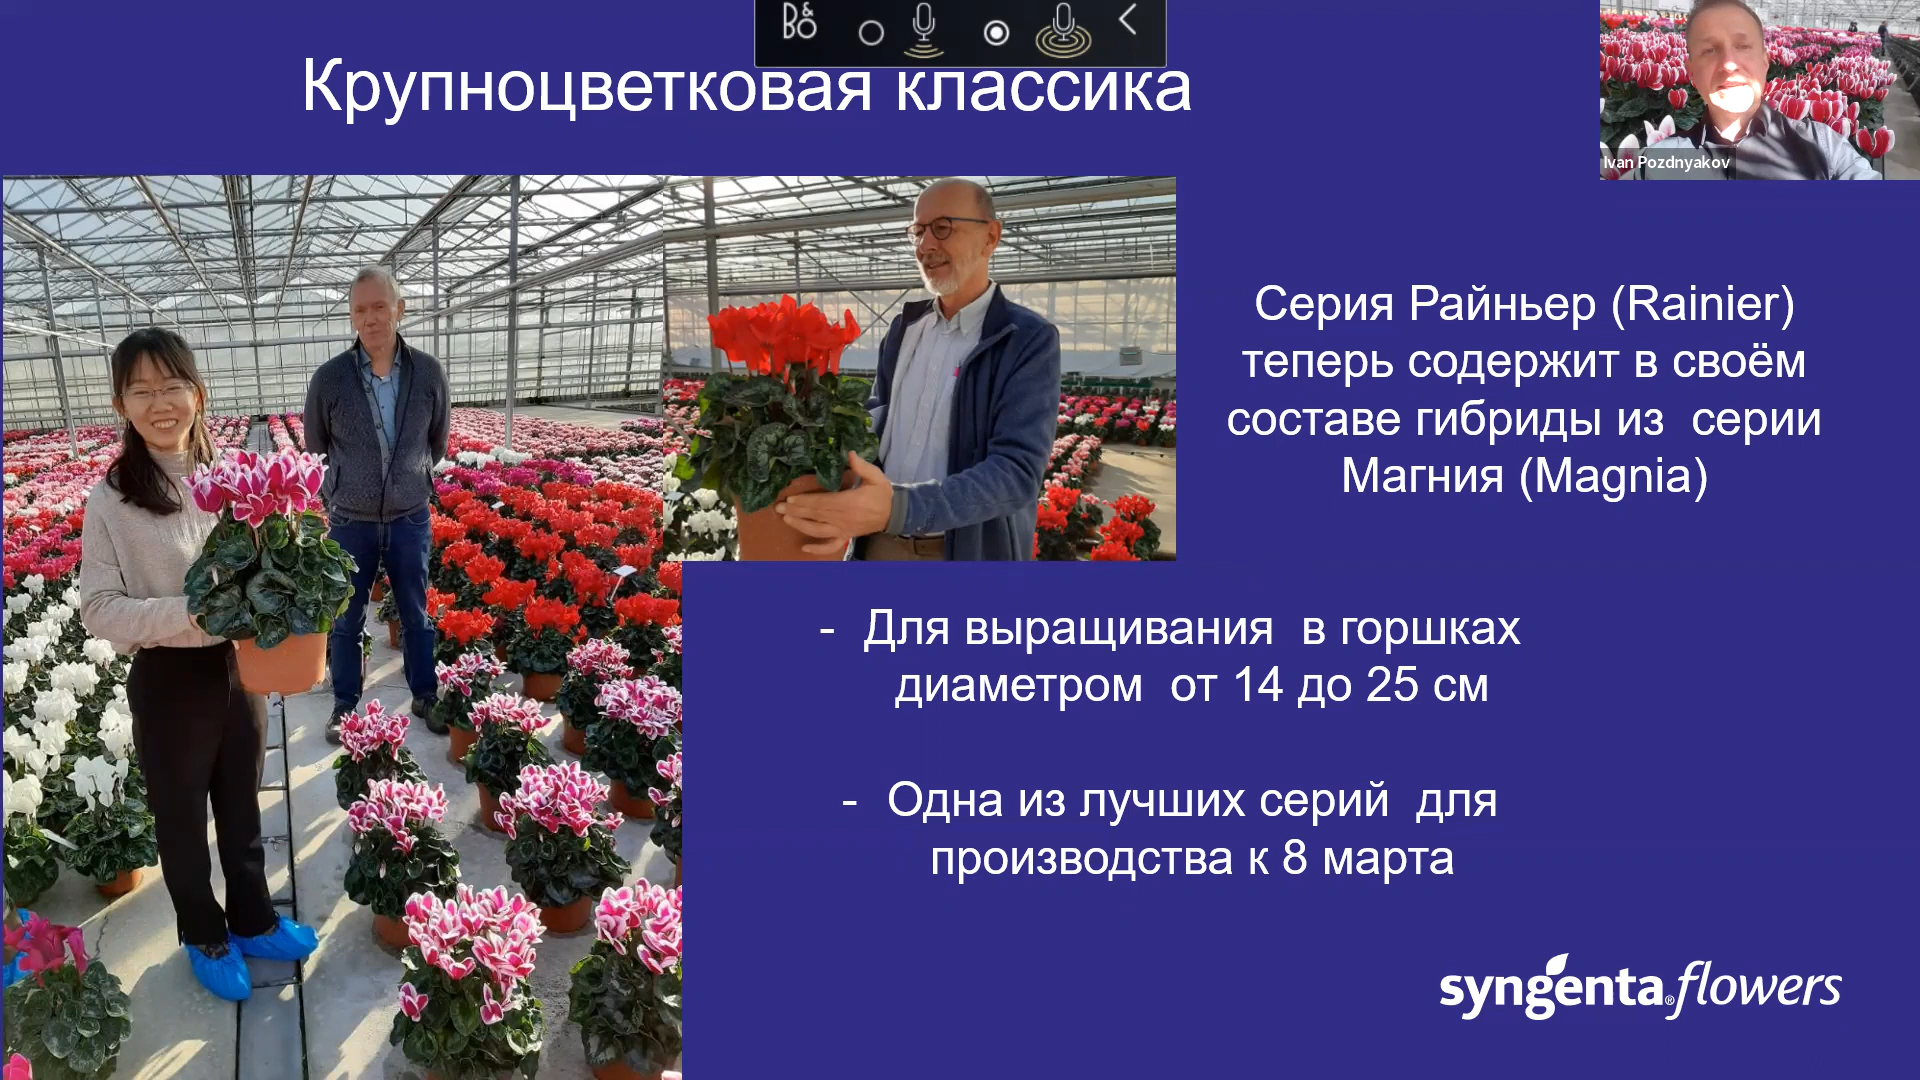 B&O
Крупноцветковая классика
Ivan Pozdnyakov
Серия Райньер (Rainier)
теперь содержит в своём
составе гибриды из серии
Магния (Magnia)
- Для выращивания в горшках
диаметром от 14 до 25 см
- Одна из лучших серий для
производства к 8 марта
syngenta® flowers